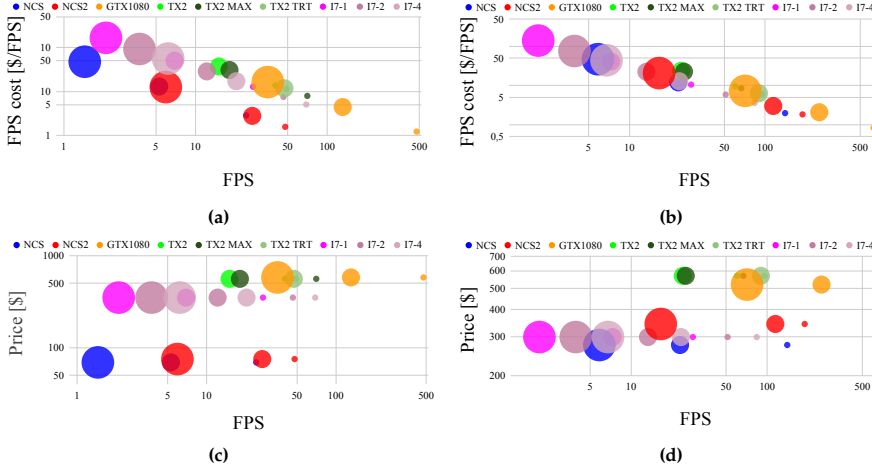 NCS NCS2 GTX1080 TX2 TX2 MAX TX2 TRT I7-1 I7-2 I7-4
FPS cost [$/FPS]
50
10
5
1
1
5
10
50
100
500
FPS
(a)
NCS NCS2 GTX1080 TX2 TX2 MAX TX2 TRT I7-1 I7-2 I7-4
FPS cost [$/FPS]
50
5
50
0,5
5
10
50
100
500
FPS
(b)
NCS NCS2 GTX1080 TX2 TX2 MAX TX2 TRT I7-1 I7-2 I7-4
Price [$]
1000
500
100
50
1
5
10
50
100
500
FPS
(c)
NCS NCS2 GTX1080 TX2 TX2 MAX TX2 TRT I7-1 I7-2 I7-4
Price [$]
700
600
500
400
300
200
5
10
50
100
FPS
(d)